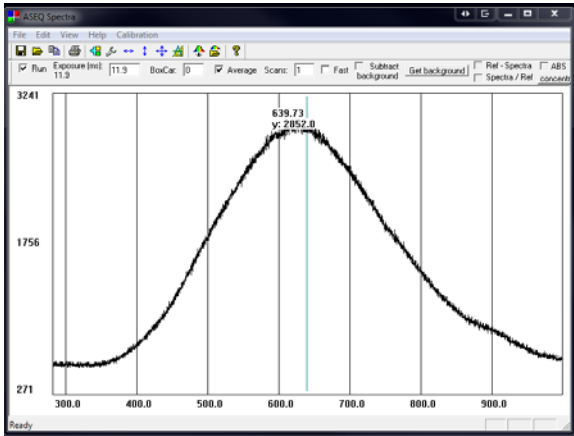 ASEQ Spectra
File Edit View Help Calibration
Run Exposure (ms): 11.9 BoxCar: 0 Average Scans: 1 Fast Subtract background Get background Ref - Spectra ABS
11.9 Spectra / Ref concentr
3241
639.73
y: 2852.0
1756
271
300.0 400.0 500.0 600.0 700.0 800.0 900.0
Ready